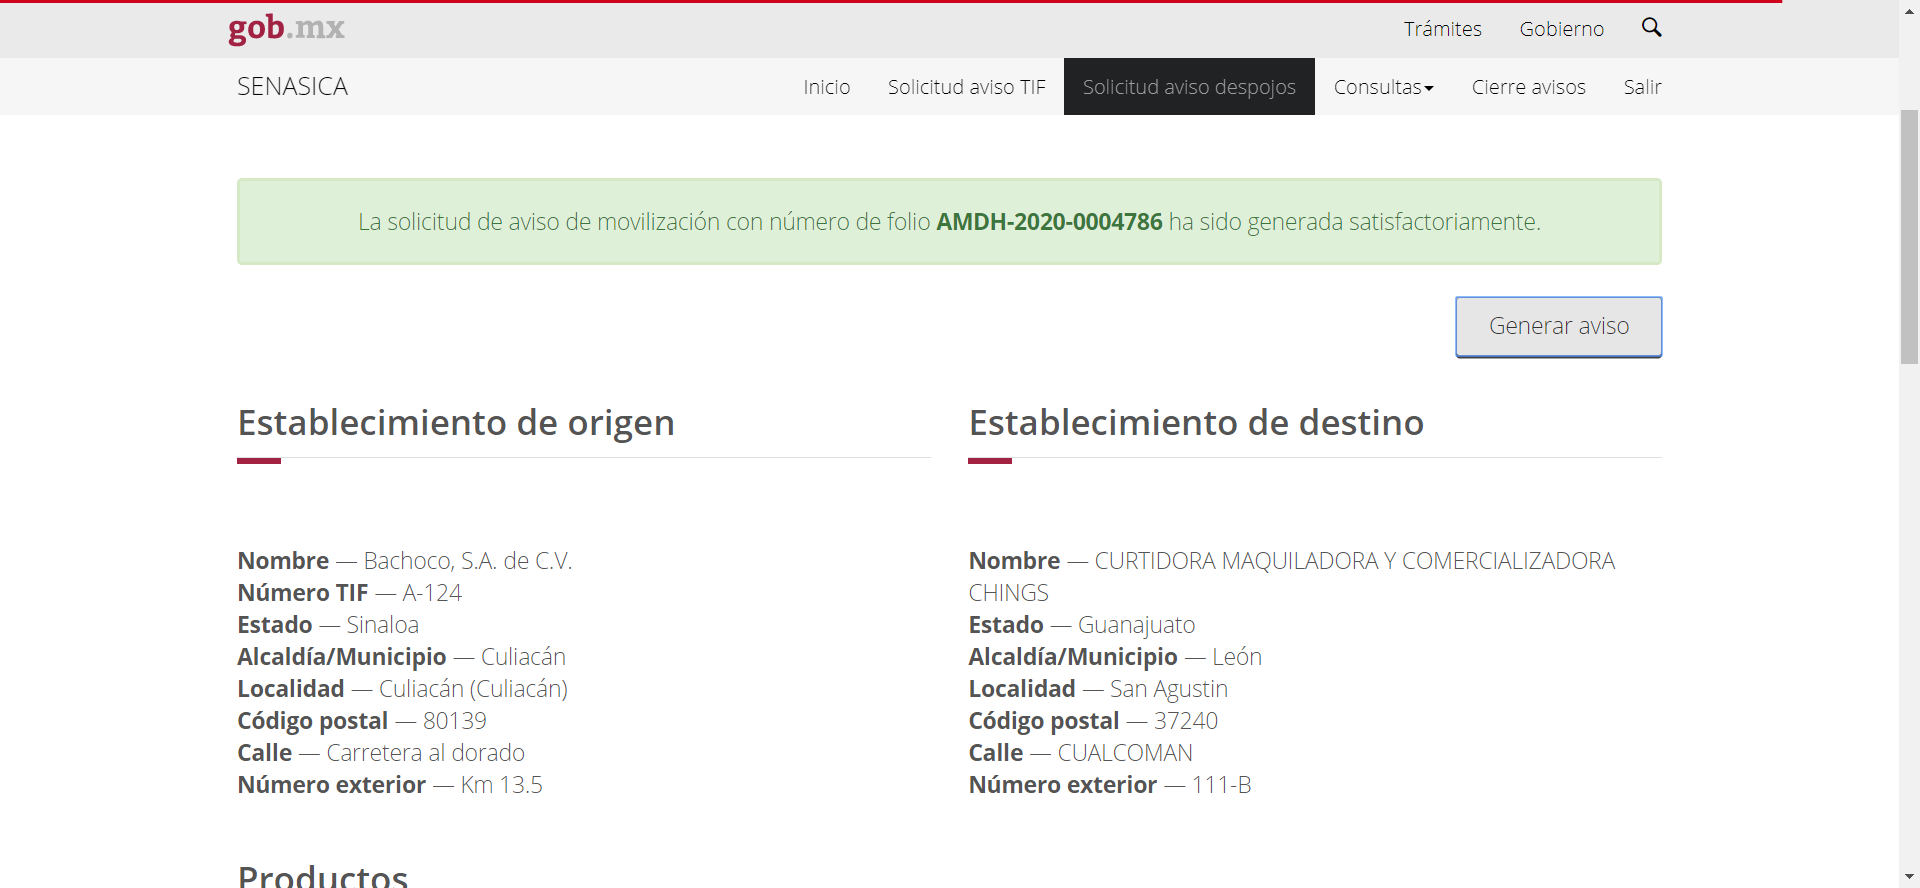 gob.mx
Trámites
Gobierno
SENASICA
Inicio
Solicitud aviso TIF
Solicitud aviso despojos
Consultas
Cierre avisos
Salir
La solicitud de aviso de movilización con número de folio AMDH-2020-0004786 ha sido generada satisfactoriamente.
Generar aviso
Establecimiento de origen
Nombre — Bachoco, S.A. de C.V.
Número TIF — A-124
Estado — Sinaloa
Alcaldía/Municipio — Culiacán
Localidad — Culiacán (Culiacán)
Código postal — 80139
Calle — Carretera al dorado
Número exterior — Km 13.5
Establecimiento de destino
Nombre — CURTIDORA MAQUILADORA Y COMERCIALIZADORA
CHINGS
Estado — Guanajuato
Alcaldía/Municipio — León
Localidad — San Agustin
Código postal — 37240
Calle — CUALCOMAN
Número exterior — 111-B
Productos